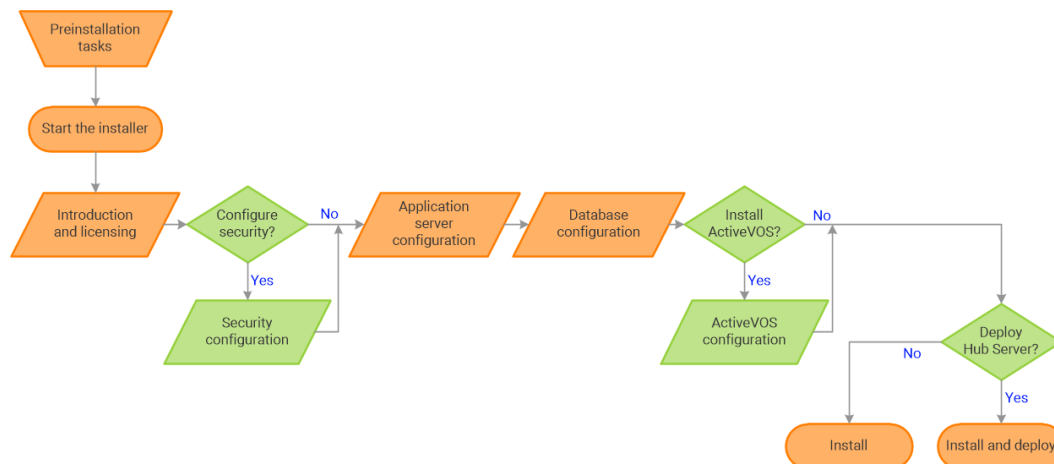 Preinstallation
tasks
Start the installer
Introduction
and licensing
Configure
security?
No
Yes
Security
configuration
Application
server
configuration
Database
configuration
Install
ActiveVOS?
No
Yes
ActiveVOS
configuration
Deploy
Hub Server?
No
Yes
Install
Install and deploy